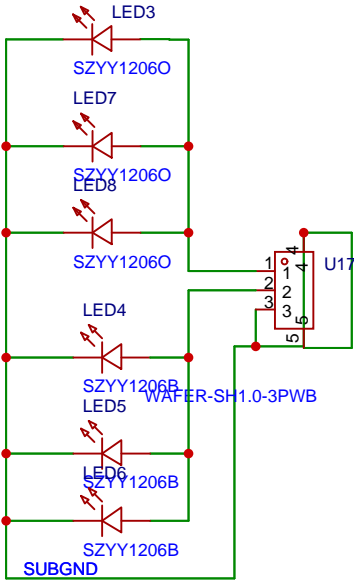 LED3
SZYY1206O
LED7
SZYY1206O
LED8
SZYY1206O
1
2
3
1
2
3
4
4
5
5
U17
LED4
SZYY1206B
WAFER-SH1.0-3PWB
LED5
SZYY1206B
LED6
SZYY1206B
SUBGND